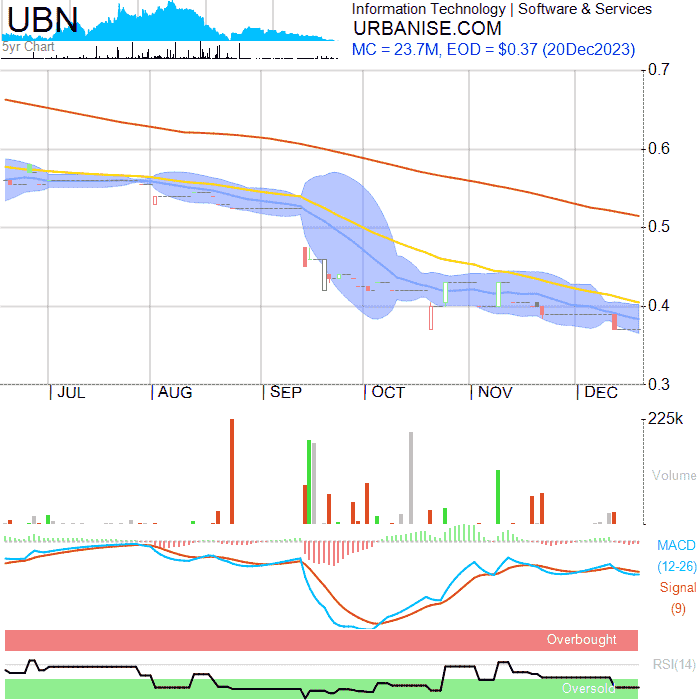 UBN
5yr Chart
Information Technology | Software & Services
URBANISE.COM
MC = 23.7M, EOD = $0.37 (20Dec2023)
0.7
0.6
0.5
0.4
0.3
JUL
AUG
SEP
OCT
NOV
DEC
225k
Volume
MACD
(12-26)
Signal
(9)
Overbought
RSI(14)
Oversold